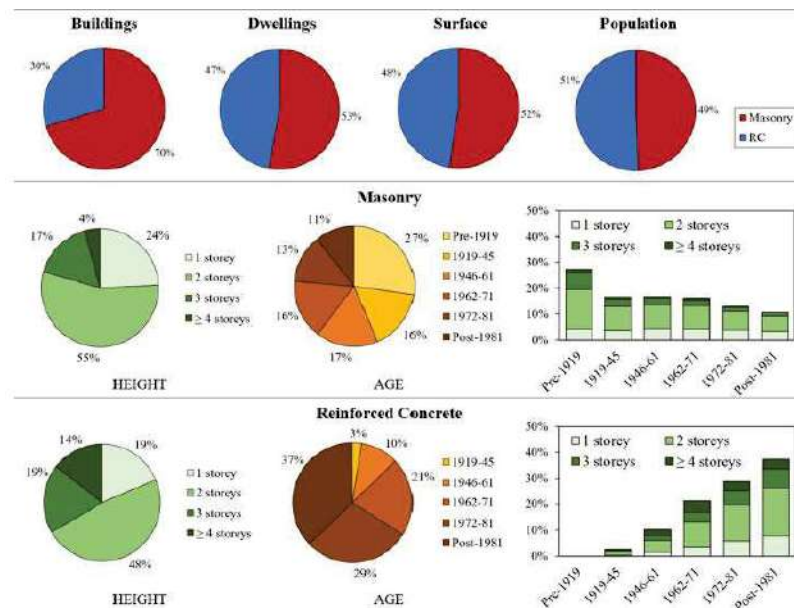 Buildings Dwellings Surface Population
30%
70%
47%
53%
48%
52%
51%
49%
Masonry
RC
Masonry
4%
17%
24%
55%
1 storey
2 storeys
3 storeys
≥ 4 storeys
HEIGHT
11%
27%
13%
16%
17%
16%
Pre-1919
1919-45
1946-61
1962-71
1972-81
Post-1981
AGE
50%
40%
30%
20%
10%
0%
1 storey 2 storeys
3 storeys ≥ 4 storeys
Pre-1919 1919-45 1946-61 1962-71 1972-81 Post-1981
Reinforced Concrete
14%
19%
19%
48%
1 storey
2 storeys
3 storeys
≥ 4 storeys
HEIGHT
3%
10%
37%
21%
29%
1919-45
1946-61
1962-71
1972-81
Post-1981
AGE
50%
40%
30%
20%
10%
0%
1 storey 2 storeys
3 storeys ≥ 4 storeys
Pre-1919 1919-45 1946-61 1962-71 1972-81 Post-1981